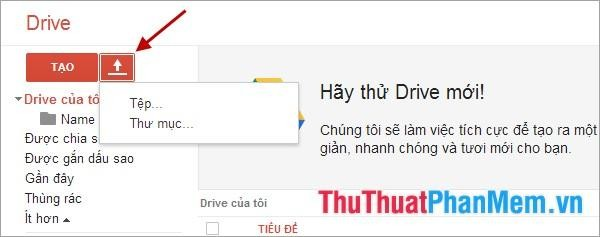 Drive
TẠO
Drive của tôi
Name
Được chia s
Được gắn dấu sao
Gần đây
Thùng rác
Ít hơn
Tệp...
Thư mục...
Hãy thử Drive mới!
Chúng tôi sẽ làm việc tích cực để tạo ra một
giản, nhanh chóng và tươi mới cho bạn.
Drive của tôi
TIÊU ĐỀ
ThuThuatPhanMem.vn